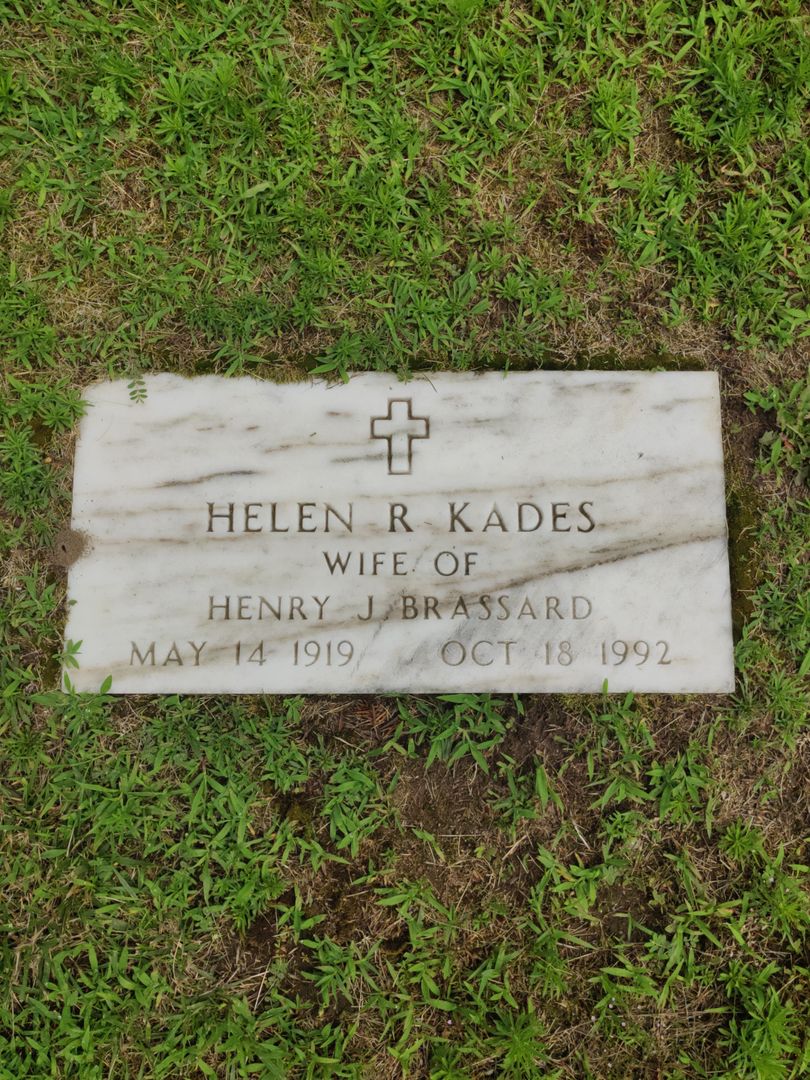 HELEN R KADES
WIFE OF
HENRY J BRASSARD
MAY 14 1919 OCT 18 1992